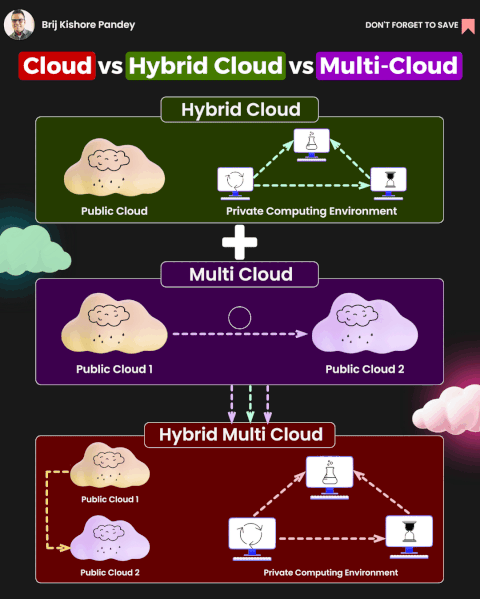 Brij Kishore Pandey
DON'T FORGET TO SAVE
Cloud vs Hybrid Cloud vs Multi-Cloud
Hybrid Cloud
Public Cloud
Private Computing Environment
Multi Cloud
Public Cloud 1
Public Cloud 2
Hybrid Multi Cloud
Public Cloud 1
Public Cloud 2
Private Computing Environment